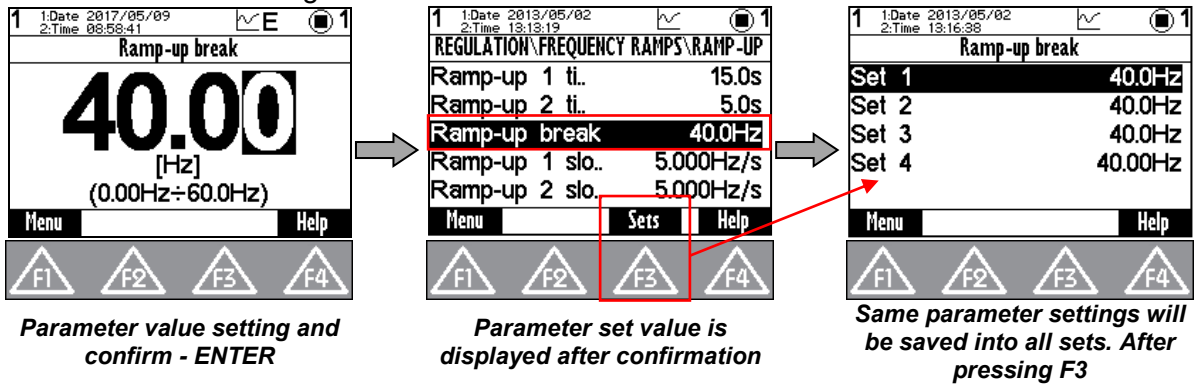 1 1:Date 2017/05/09 E 1
2:Time 08:58:41
Ramp-up break
40.00
[Hz]
(0.00Hz÷60.0Hz)
Menu Help
F1 F2 F3 F4
Parameter value setting and
confirm - ENTER
1 1:Date 2013/05/02 1
2:Time 13:13:19
REGULATION\FREQUENCY RAMPS\RAMP-UP
Ramp-up 1 ti.. 15.0s
Ramp-up 2 ti.. 5.0s
Ramp-up break 40.0Hz
Ramp-up 1 slo.. 5.000Hz/s
Ramp-up 2 slo.. 5.000Hz/s
Menu Sets Help
F1 F2 F3 F4
Parameter set value is
displayed after confirmation
1 1:Date 2013/05/02 1
2:Time 13:16:38
Ramp-up break
Set 1 40.0Hz
Set 2 40.0Hz
Set 3 40.0Hz
Set 4 40.00Hz
Menu Help
F1 F2 F3 F4
Same parameter settings will
be saved into all sets. After
pressing F3